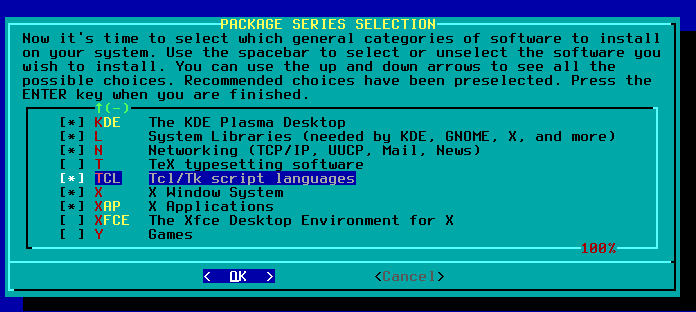 PACKAGE SERIES SELECTION
Now it's time to select which general categories of software to install
on your system. Use the spacebar to select or unselect the software you
wish to install. You can use the up and down arrows to see all the
possible choices. Recommended choices have been preselected. Press the
ENTER key when you are finished.
↑(-)
[*] KDE The KDE Plasma Desktop
[*] L System Libraries (needed by KDE, GNOME, X, and more)
[*] N Networking (TCP/IP, UUCP, Mail, News)
[ ] T TeX typesetting software
[*] TCL Tcl/Tk script languages
[*] X X Window System
[*] XAP X Applications
[ ] XFCE The Xfce Desktop Environment for X
[ ] Y Games
100%
< OK > <Cancel>